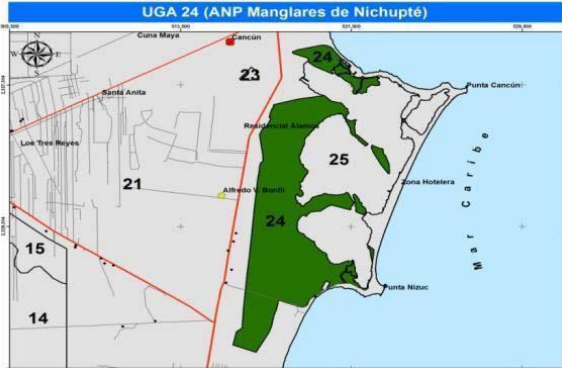 UGA 24 (ANP Manglares de Nichupté)
Cuna Maya
Cancún
24
23
Punta Cancún
Santa Anita
Residencial Álamos
Los Tres Reyes
25
Zona Hotelera
21
Alfredo V. Bonfil
24
Mar Caribe
15
Punta Nizuc
14
N
W
E
S